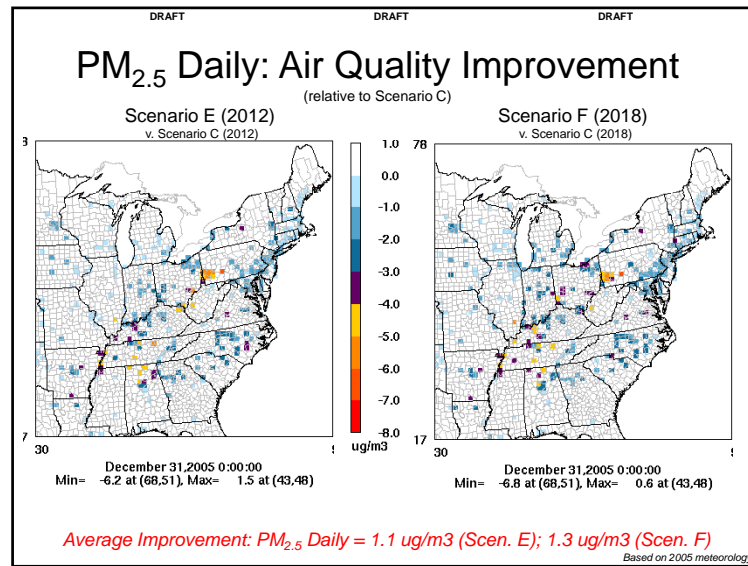 DRAFT DRAFT DRAFT
PM2.5 Daily: Air Quality Improvement
(relative to Scenario C)
Scenario E (2012)
v. Scenario C (2012)
Scenario F (2018)
v. Scenario C (2018)
8
7
30
9
1.0
0.0
-1.0
-2.0
-3.0
-4.0
-5.0
-6.0
-7.0
-8.0
ug/m3
78
17
30
9
December 31,2005 0:00:00
Min= -6.2 at (68,51), Max= 1.5 at (43,48)
December 31,2005 0:00:00
Min= -6.8 at (68,51), Max= 0.6 at (43,48)
Average Improvement: PM2.5 Daily = 1.1 ug/m3 (Scen. E); 1.3 ug/m3 (Scen. F)
Based on 2005 meteorology